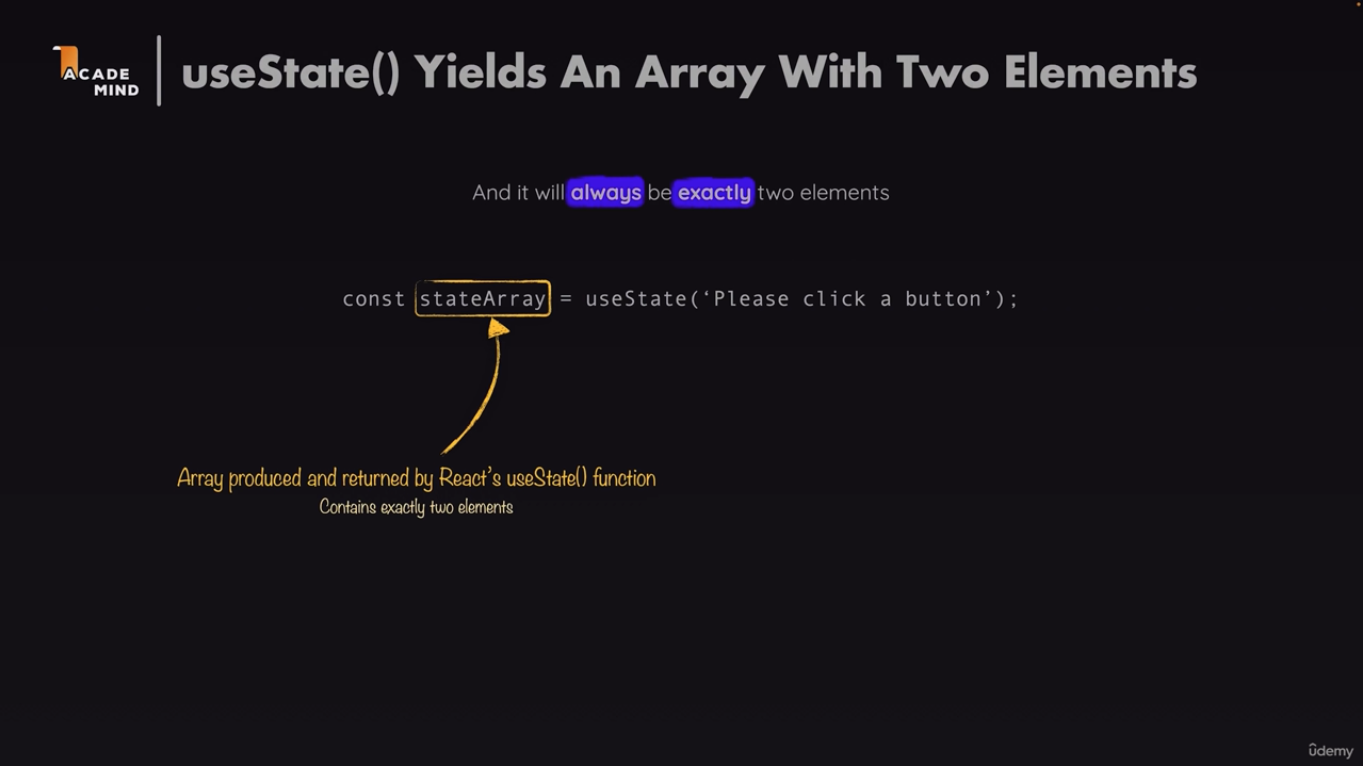 ACADE
MIND
useState() Yields An Array With Two Elements
And it will always be exactly two elements
const stateArray = useState(‘Please click a button’);
Array produced and returned by React’s useState() function
Contains exactly two elements
ûdemy